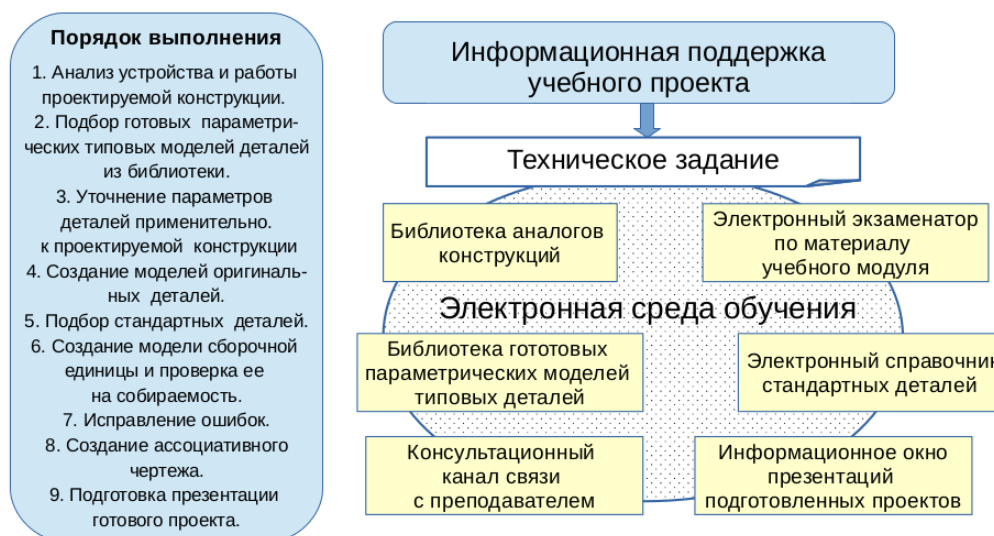 Порядок выполнения
1. Анализ устройства и работы
проектируемой конструкции.
2. Подбор готовых параметри-
ческих типовых моделей деталей
из библиотеки.
3. Уточнение параметров
деталей применительно.
к проектируемой конструкции
4. Создание моделей оригиналь-
ных деталей.
5. Подбор стандартных деталей.
6. Создание модели сборочной
единицы и проверка ее
на собираемость.
7. Исправление ошибок.
8. Создание ассоциативного
чертежа.
9. Подготовка презентации
готового проекта.
Информационная поддержка
учебного проекта
Техническое задание
Библиотека аналогов
конструкций
Электронный экзаменатор
по материалу
учебного модуля
Электронная среда обучения
Библиотека гототовых
параметрических моделей
типовых деталей
Электронный справочник
стандартных деталей
Консультационный
канал связи
с преподавателем
Информационное окно
презентаций
подготовленных проектов